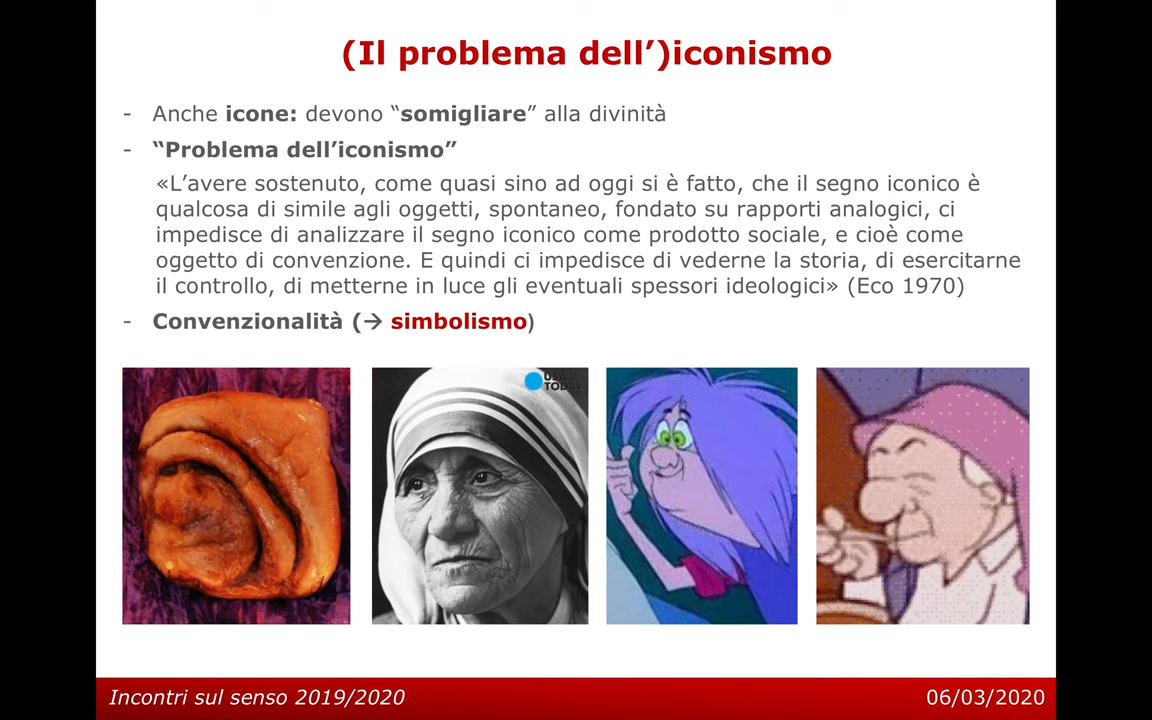 (Il problema dell’)iconismo
- Anche icone: devono “somigliare” alla divinità
- “Problema dell’iconismo”
«L’avere sostenuto, come quasi sino ad oggi si è fatto, che il segno iconico è
qualcosa di simile agli oggetti, spontaneo, fondato su rapporti analogici, ci
impedisce di analizzare il segno iconico come prodotto sociale, e cioè come
oggetto di convenzione. E quindi ci impedisce di vederne la storia, di esercitarne
il controllo, di metterne in luce gli eventuali spessori ideologici» (Eco 1970)
- Convenzionalità (→ simbolismo)
USA
TODAY
Incontri sul senso 2019/2020
06/03/2020